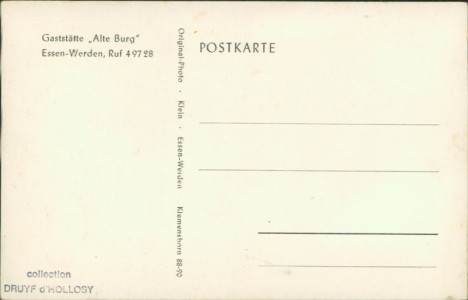 Gaststätte „Alte Burg"
Essen-Werden, Ruf 49728
Original-Photo · Klein · Essen-Werden Klemensborn 88-90
POSTKARTE
collection
DRUYF d'HOLLOSY